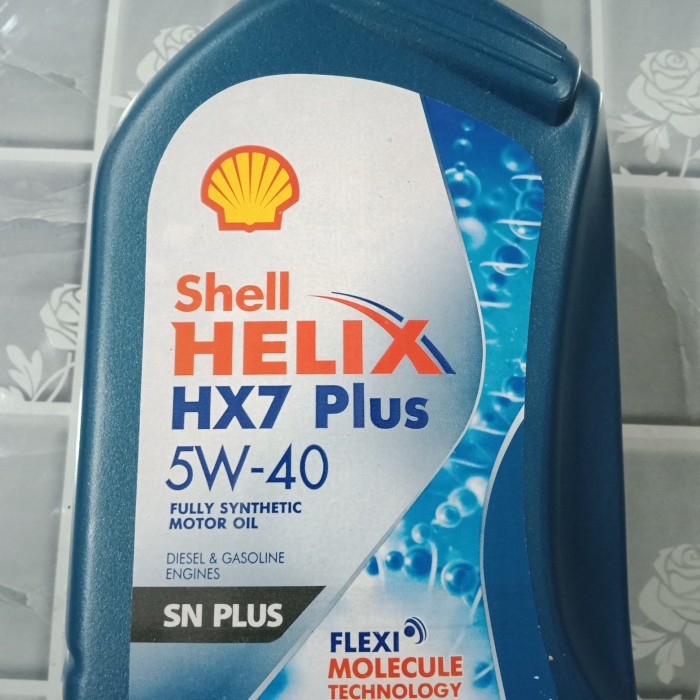 Shell
HELIX
HX7 Plus
5W-40
FULLY SYNTHETIC
MOTOR OIL
DIESEL & GASOLINE
ENGINES
SN PLUS
FLEXI
MOLECULE
TECHNOLOGY